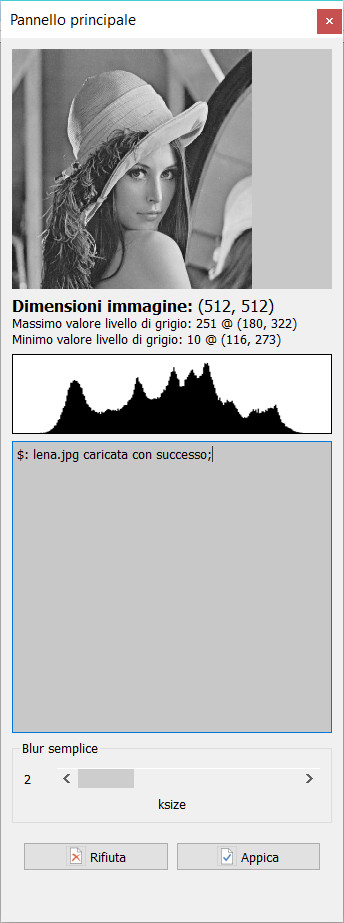 Pannello principale
Dimensioni immagine: (512, 512)
Massimo valore livello di grigio: 251 @ (180, 322)
Minimo valore livello di grigio: 10 @ (116, 273)
$: lena.jpg caricata con successo;
Blur semplice
2
ksize
Rifiuta Appica